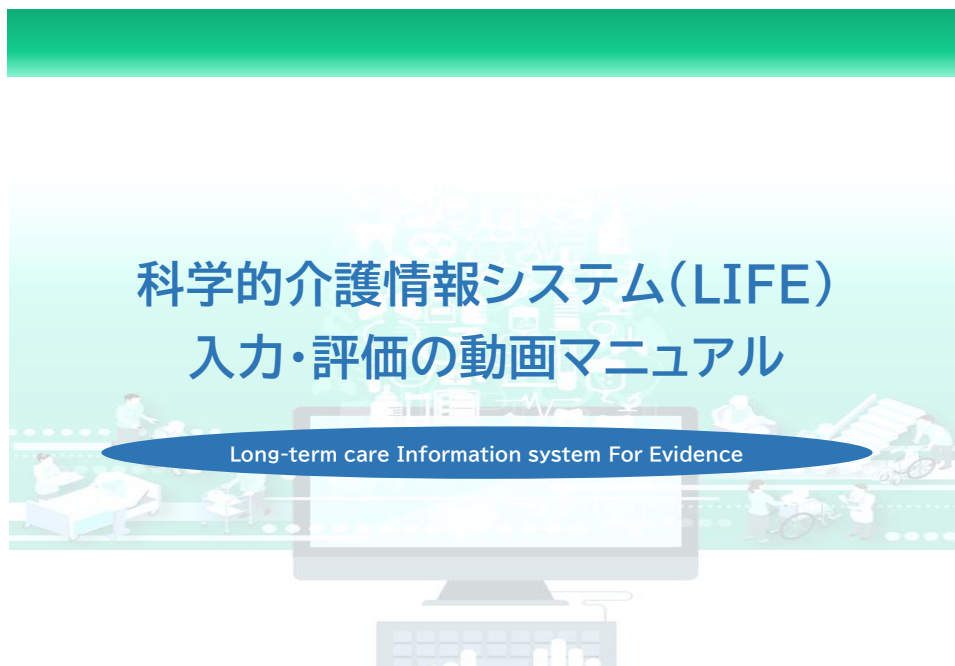 科学的介護情報システム(LIFE)
入力・評価の動画マニュアル
Long-term care Information system For Evidence